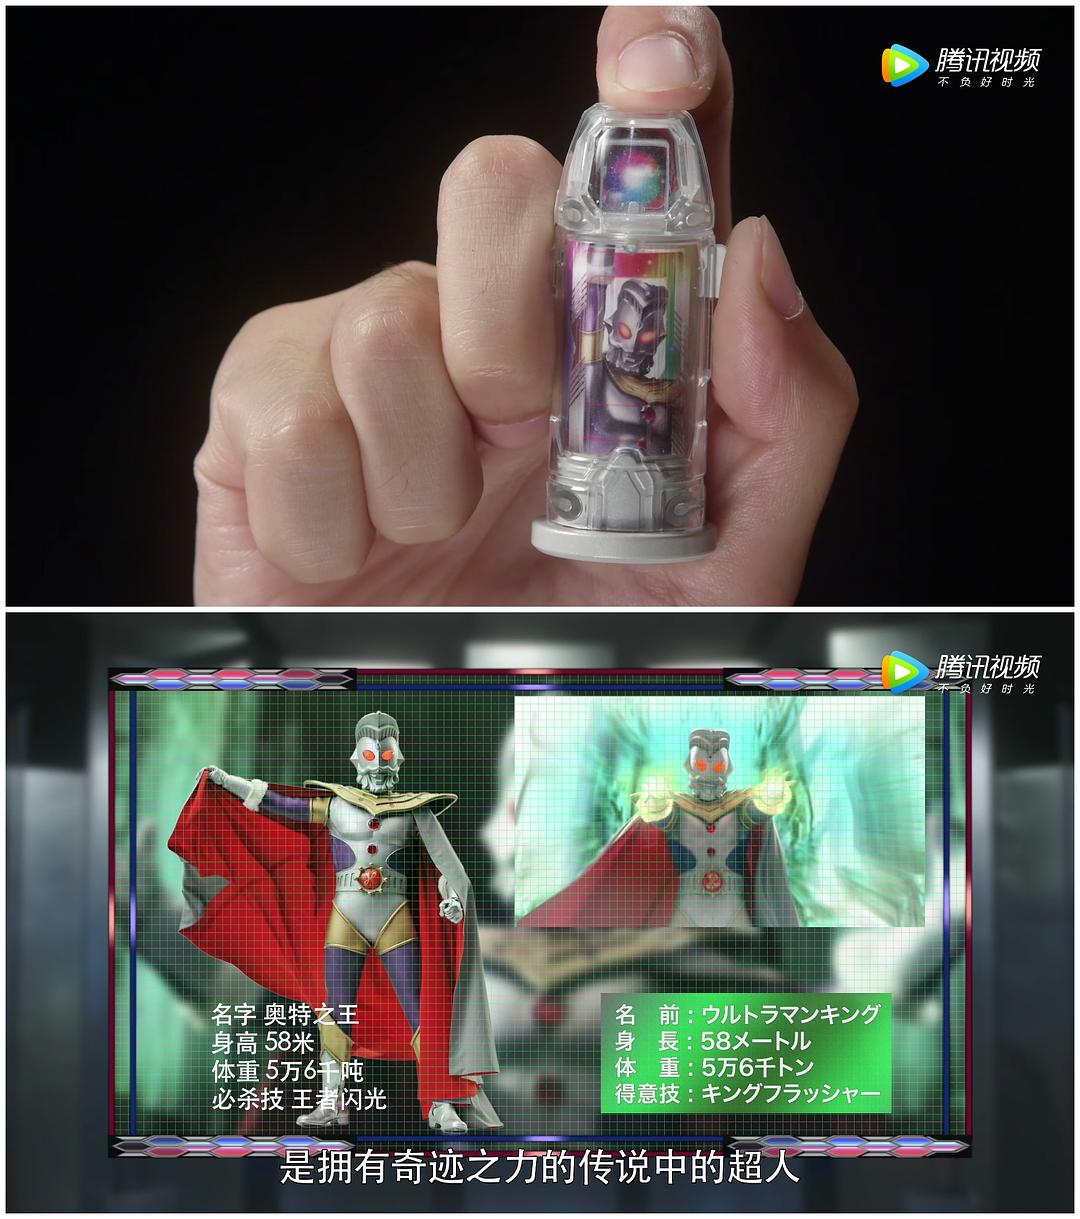 腾讯视频
不负好时光
腾讯视频
不负好时光
名字 奥特之王
身高 58米
体重 5万6千吨
必杀技 王者闪光
名　前：ウルトラマンキング
身　長：58メートル
体　重：5万6千トン
得意技：キングフラッシャー
是拥有奇迹之力的传说中的超人